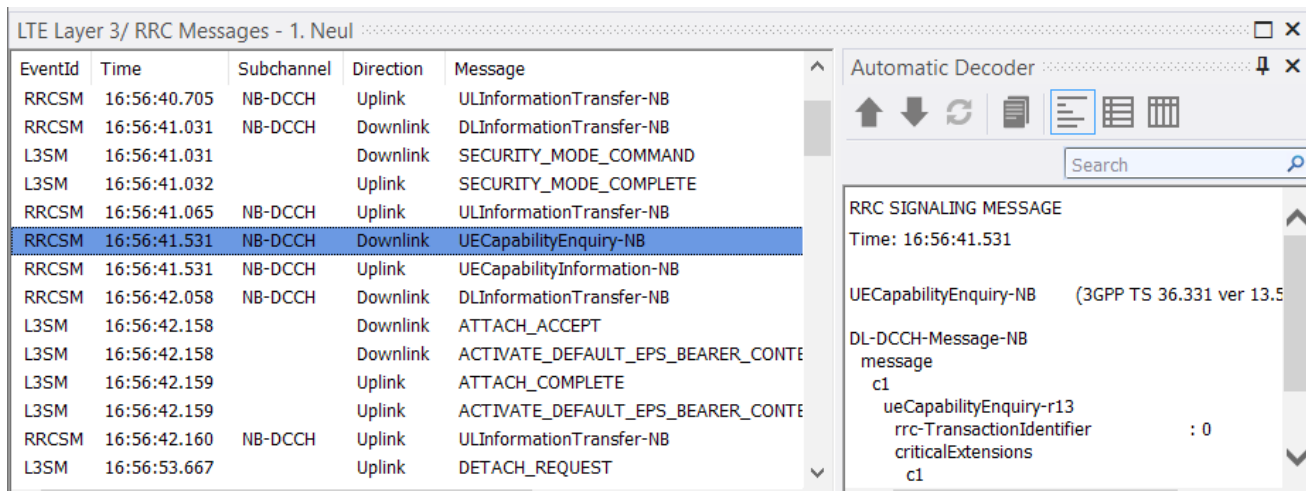 LTE Layer 3/ RRC Messages - 1. Neul
EventId Time Subchannel Direction Message
RRCSM 16:56:40.705 NB-DCCH Uplink ULInformationTransfer-NB
RRCSM 16:56:41.031 NB-DCCH Downlink DLInformationTransfer-NB
L3SM 16:56:41.031 Downlink SECURITY_MODE_COMMAND
L3SM 16:56:41.032 Uplink SECURITY_MODE_COMPLETE
RRCSM 16:56:41.065 NB-DCCH Uplink ULInformationTransfer-NB
RRCSM 16:56:41.531 NB-DCCH Downlink UECapabilityEnquiry-NB
RRCSM 16:56:41.531 NB-DCCH Uplink UECapabilityInformation-NB
RRCSM 16:56:42.058 NB-DCCH Downlink DLInformationTransfer-NB
L3SM 16:56:42.158 Downlink ATTACH_ACCEPT
L3SM 16:56:42.158 Downlink ACTIVATE_DEFAULT_EPS_BEARER_CONTE
L3SM 16:56:42.159 Uplink ATTACH_COMPLETE
L3SM 16:56:42.159 Uplink ACTIVATE_DEFAULT_EPS_BEARER_CONTE
RRCSM 16:56:42.160 NB-DCCH Uplink ULInformationTransfer-NB
L3SM 16:56:53.667 Uplink DETACH_REQUEST
Automatic Decoder
Search
RRC SIGNALING MESSAGE
Time: 16:56:41.531
UECapabilityEnquiry-NB (3GPP TS 36.331 ver 13.5
DL-DCCH-Message-NB
message
c1
ueCapabilityEnquiry-r13
rrc-TransactionIdentifier : 0
criticalExtensions
c1